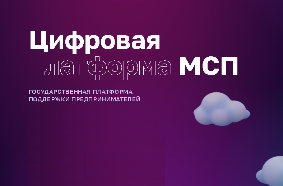 Цифровая
платформа МСП
ГОСУДАРСТВЕННАЯ ПЛАТФОРМА
ПОДДЕРЖКИ ПРЕДПРИНИМАТЕЛЕЙ